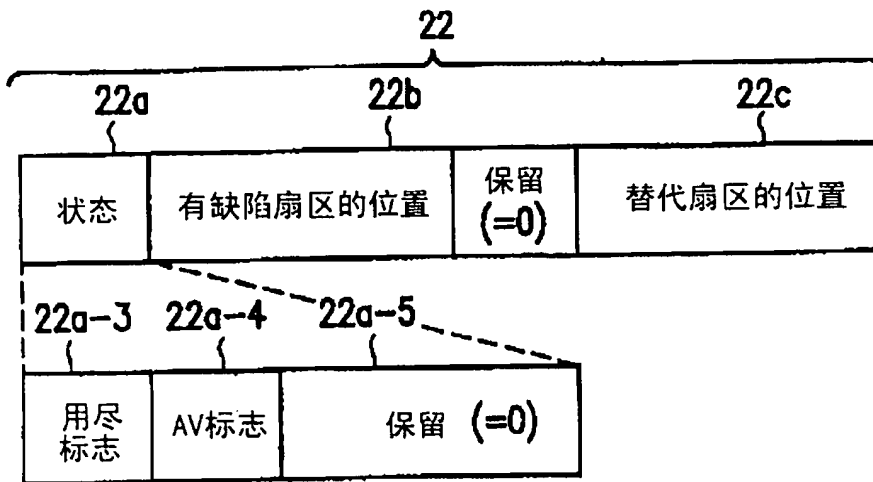 22
22a 22b 22c
状态 有缺陷扇区的位置 保留 (=0) 替代扇区的位置
22a-3 22a-4 22a-5
用尽标志 AV标志 保留 (=0)